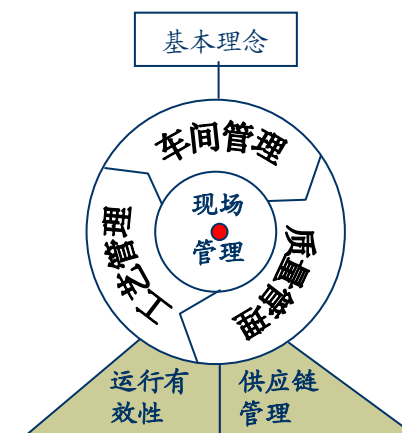 基本理念
车间管理
现场
管理
工艺管理
质量管理
运行有
效性
供应链
管理